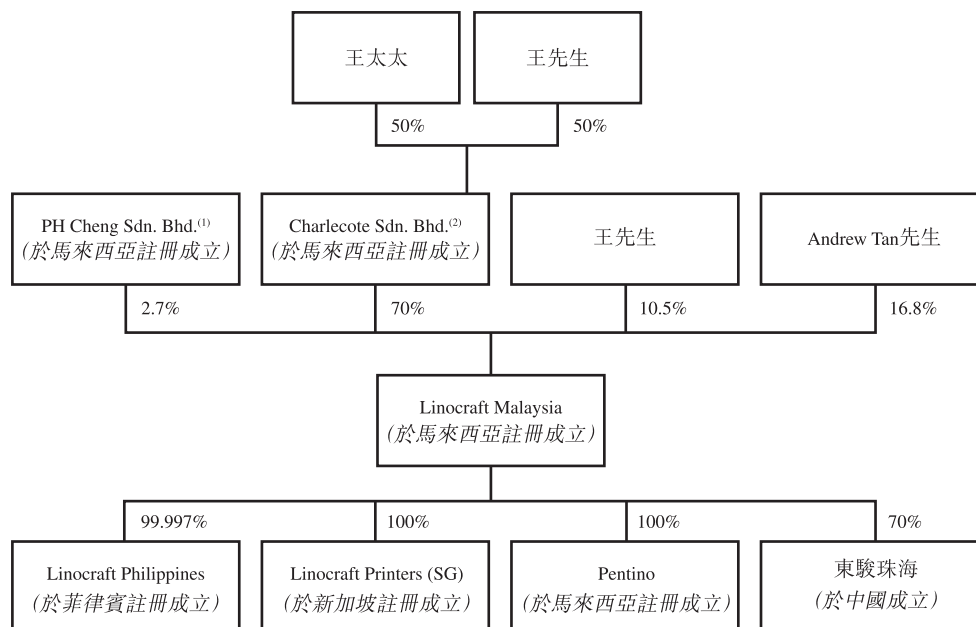 王太太
王先生
50%
50%
PH Cheng Sdn. Bhd.(1)
(於馬來西亞註冊成立)
Charlecote Sdn. Bhd.(2)
(於馬來西亞註冊成立)
王先生
Andrew Tan先生
2.7%
70%
10.5%
16.8%
Linocraft Malaysia
(於馬來西亞註冊成立)
99.997%
100%
100%
70%
Linocraft Philippines
(於菲律賓註冊成立)
Linocraft Printers (SG)
(於新加坡註冊成立)
Pentino
(於馬來西亞註冊成立)
東駿珠海
(於中國成立)